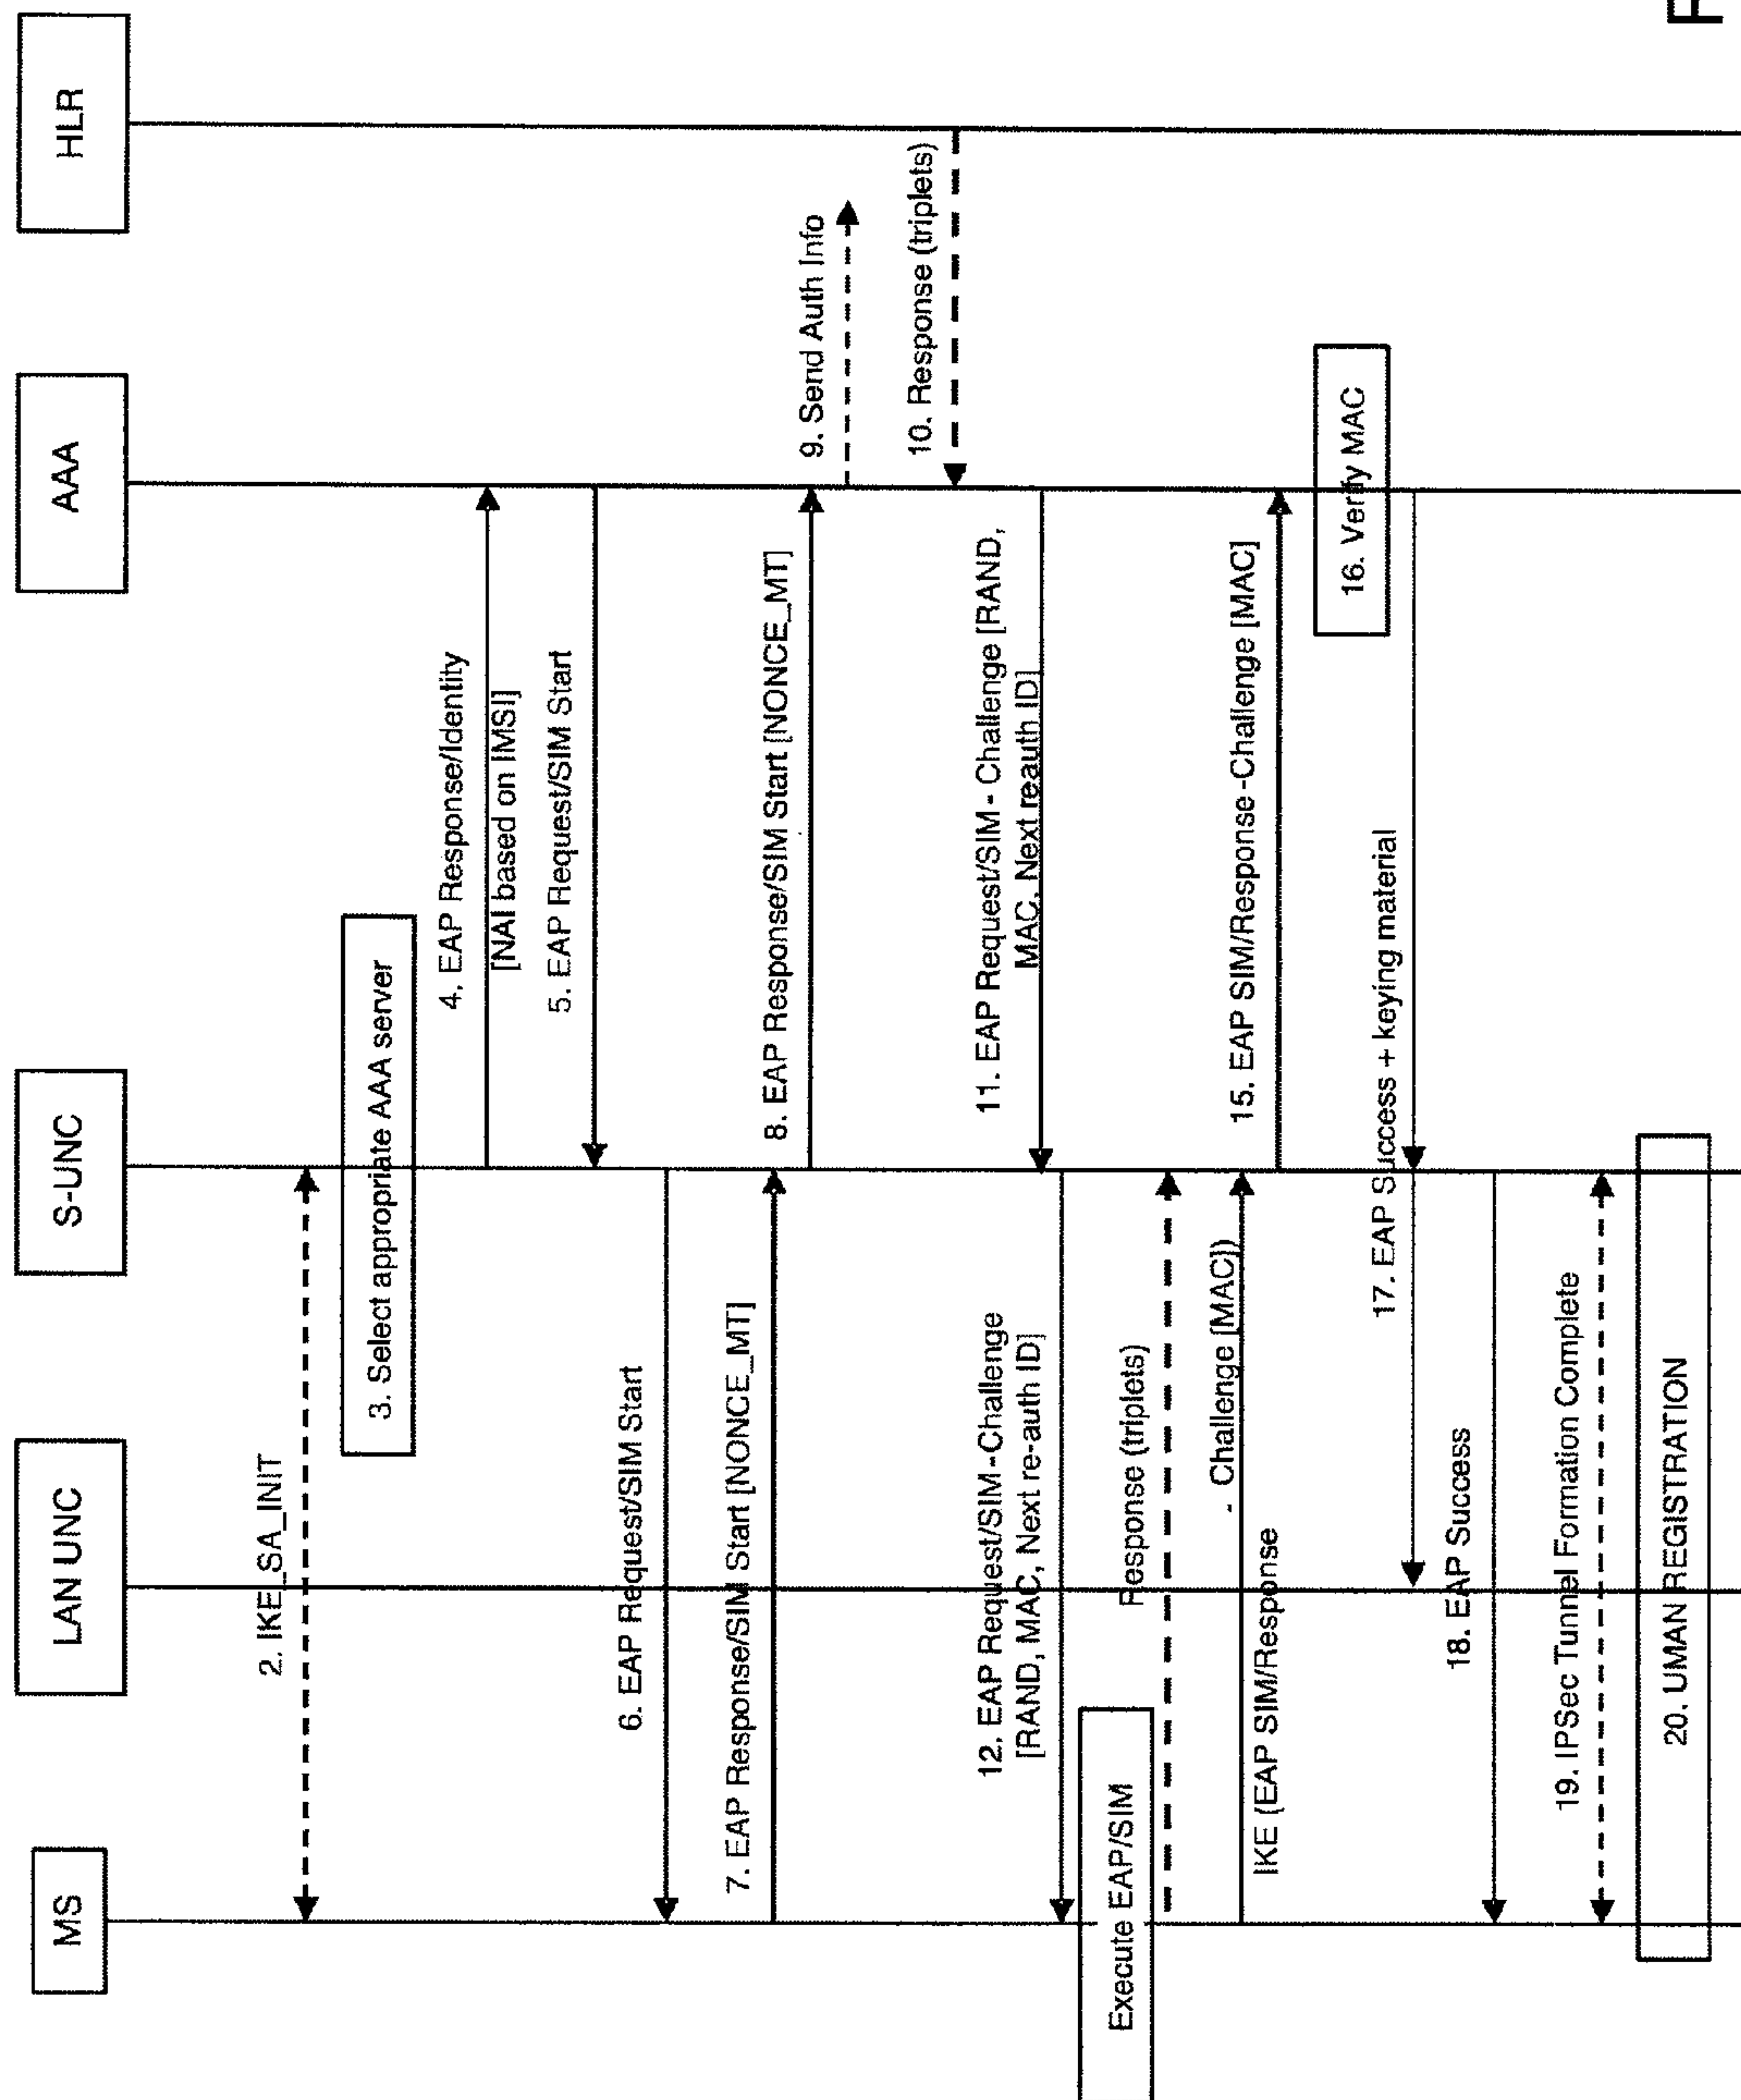 MS
LAN UNC
S-UNC
AAA
HLR
2. IKE_SA_INIT
3. Select appropriate AAA server
4. EAP Response/Identity
[NAI based on IMSI]
5. EAP Request/SIM Start
6. EAP Request/SIM Start
7. EAP Response/SIM Start [NONCE_MT]
8. EAP Response/SIM Start [NONCE_MT]
9. Send Auth Info
10. Response (triplets)
11. EAP Request/SIM - Challenge [RAND,
MAC, Next reauth ID]
12. EAP Request/SIM-Challenge
[RAND, MAC, Next re-auth ID]
Execute EAP/SIM
Response (triplets)
- Challenge [MAC])
IKE (EAP SIM/Response
15. EAP SIM/Response -Challenge [MAC]
16. Verify MAC
17. EAP Success + keying material
18. EAP Success
19. IPSec Tunnel Formation Complete
20. UMAN REGISTRATION